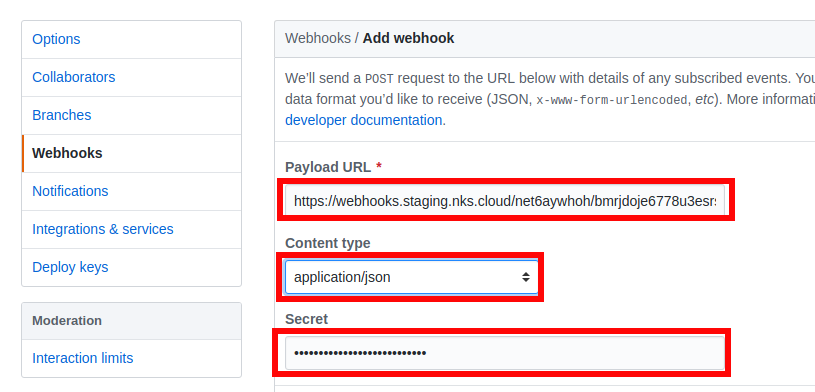 Options
Collaborators
Branches
Webhooks
Notifications
Integrations & services
Deploy keys
Moderation
Interaction limits
Webhooks / Add webhook
We'll send a POST request to the URL below with details of any subscribed events. You
data format you'd like to receive (JSON, x-www-form-urlencoded, etc). More informati
developer documentation.
Payload URL *
https://webhooks.staging.nks.cloud/net6aywhoh/bmrjdoje6778u3esr
Content type
application/json
Secret
•••••••••••••••••••••••••••